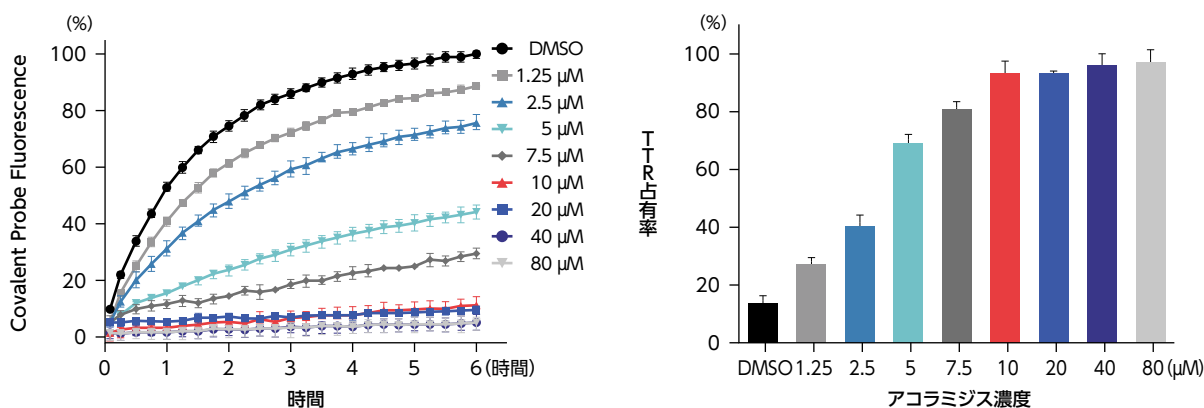 (%)
100
80
60
40
20
0
Covalent Probe Fluorescence
0 1 2 3 4 5 6(時間)
時間
DMSO
1.25 µM
2.5 µM
5 µM
7.5 µM
10 µM
20 µM
40 µM
80 µM
(%)
100
80
60
40
20
0
TTR占有率
DMSO 1.25 2.5 5 7.5 10 20 40 80 (µM)
アコラミジス濃度